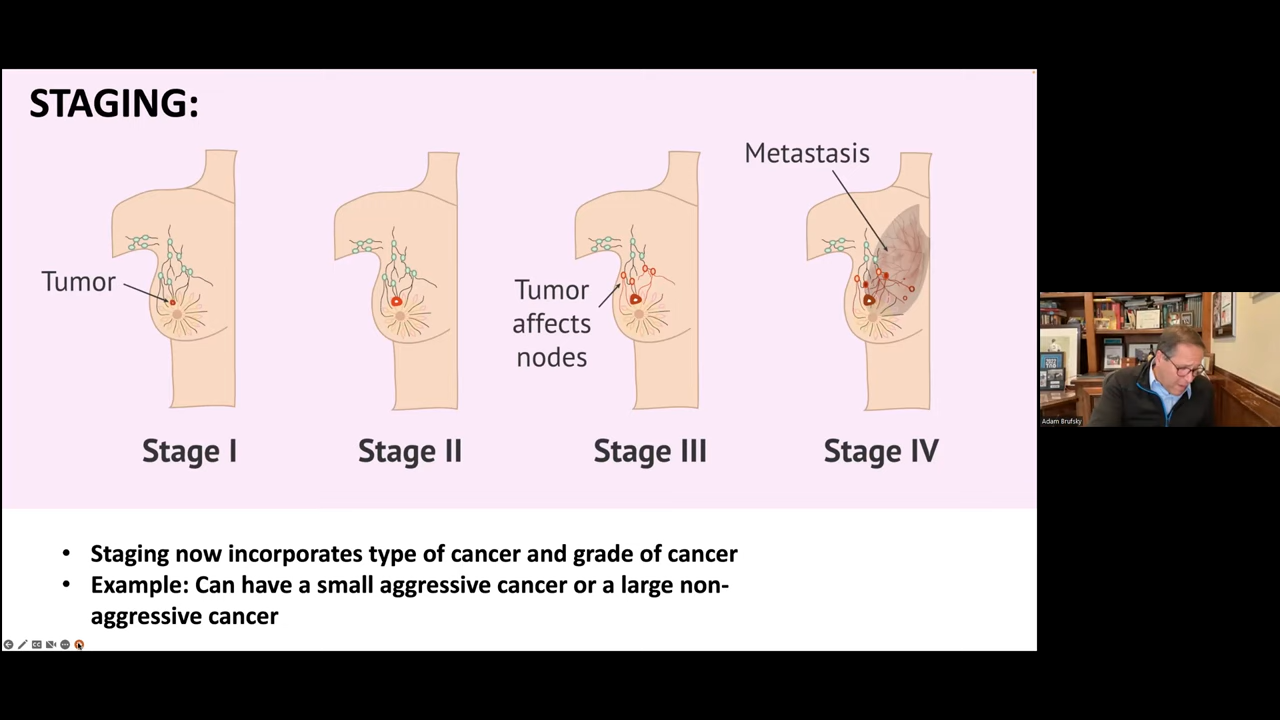 STAGING:
Metastasis
Tumor
Tumor
affects
nodes
Stage I
Stage II
Stage III
Stage IV
• Staging now incorporates type of cancer and grade of cancer
• Example: Can have a small aggressive cancer or a large non-
aggressive cancer
Adam Brufsky